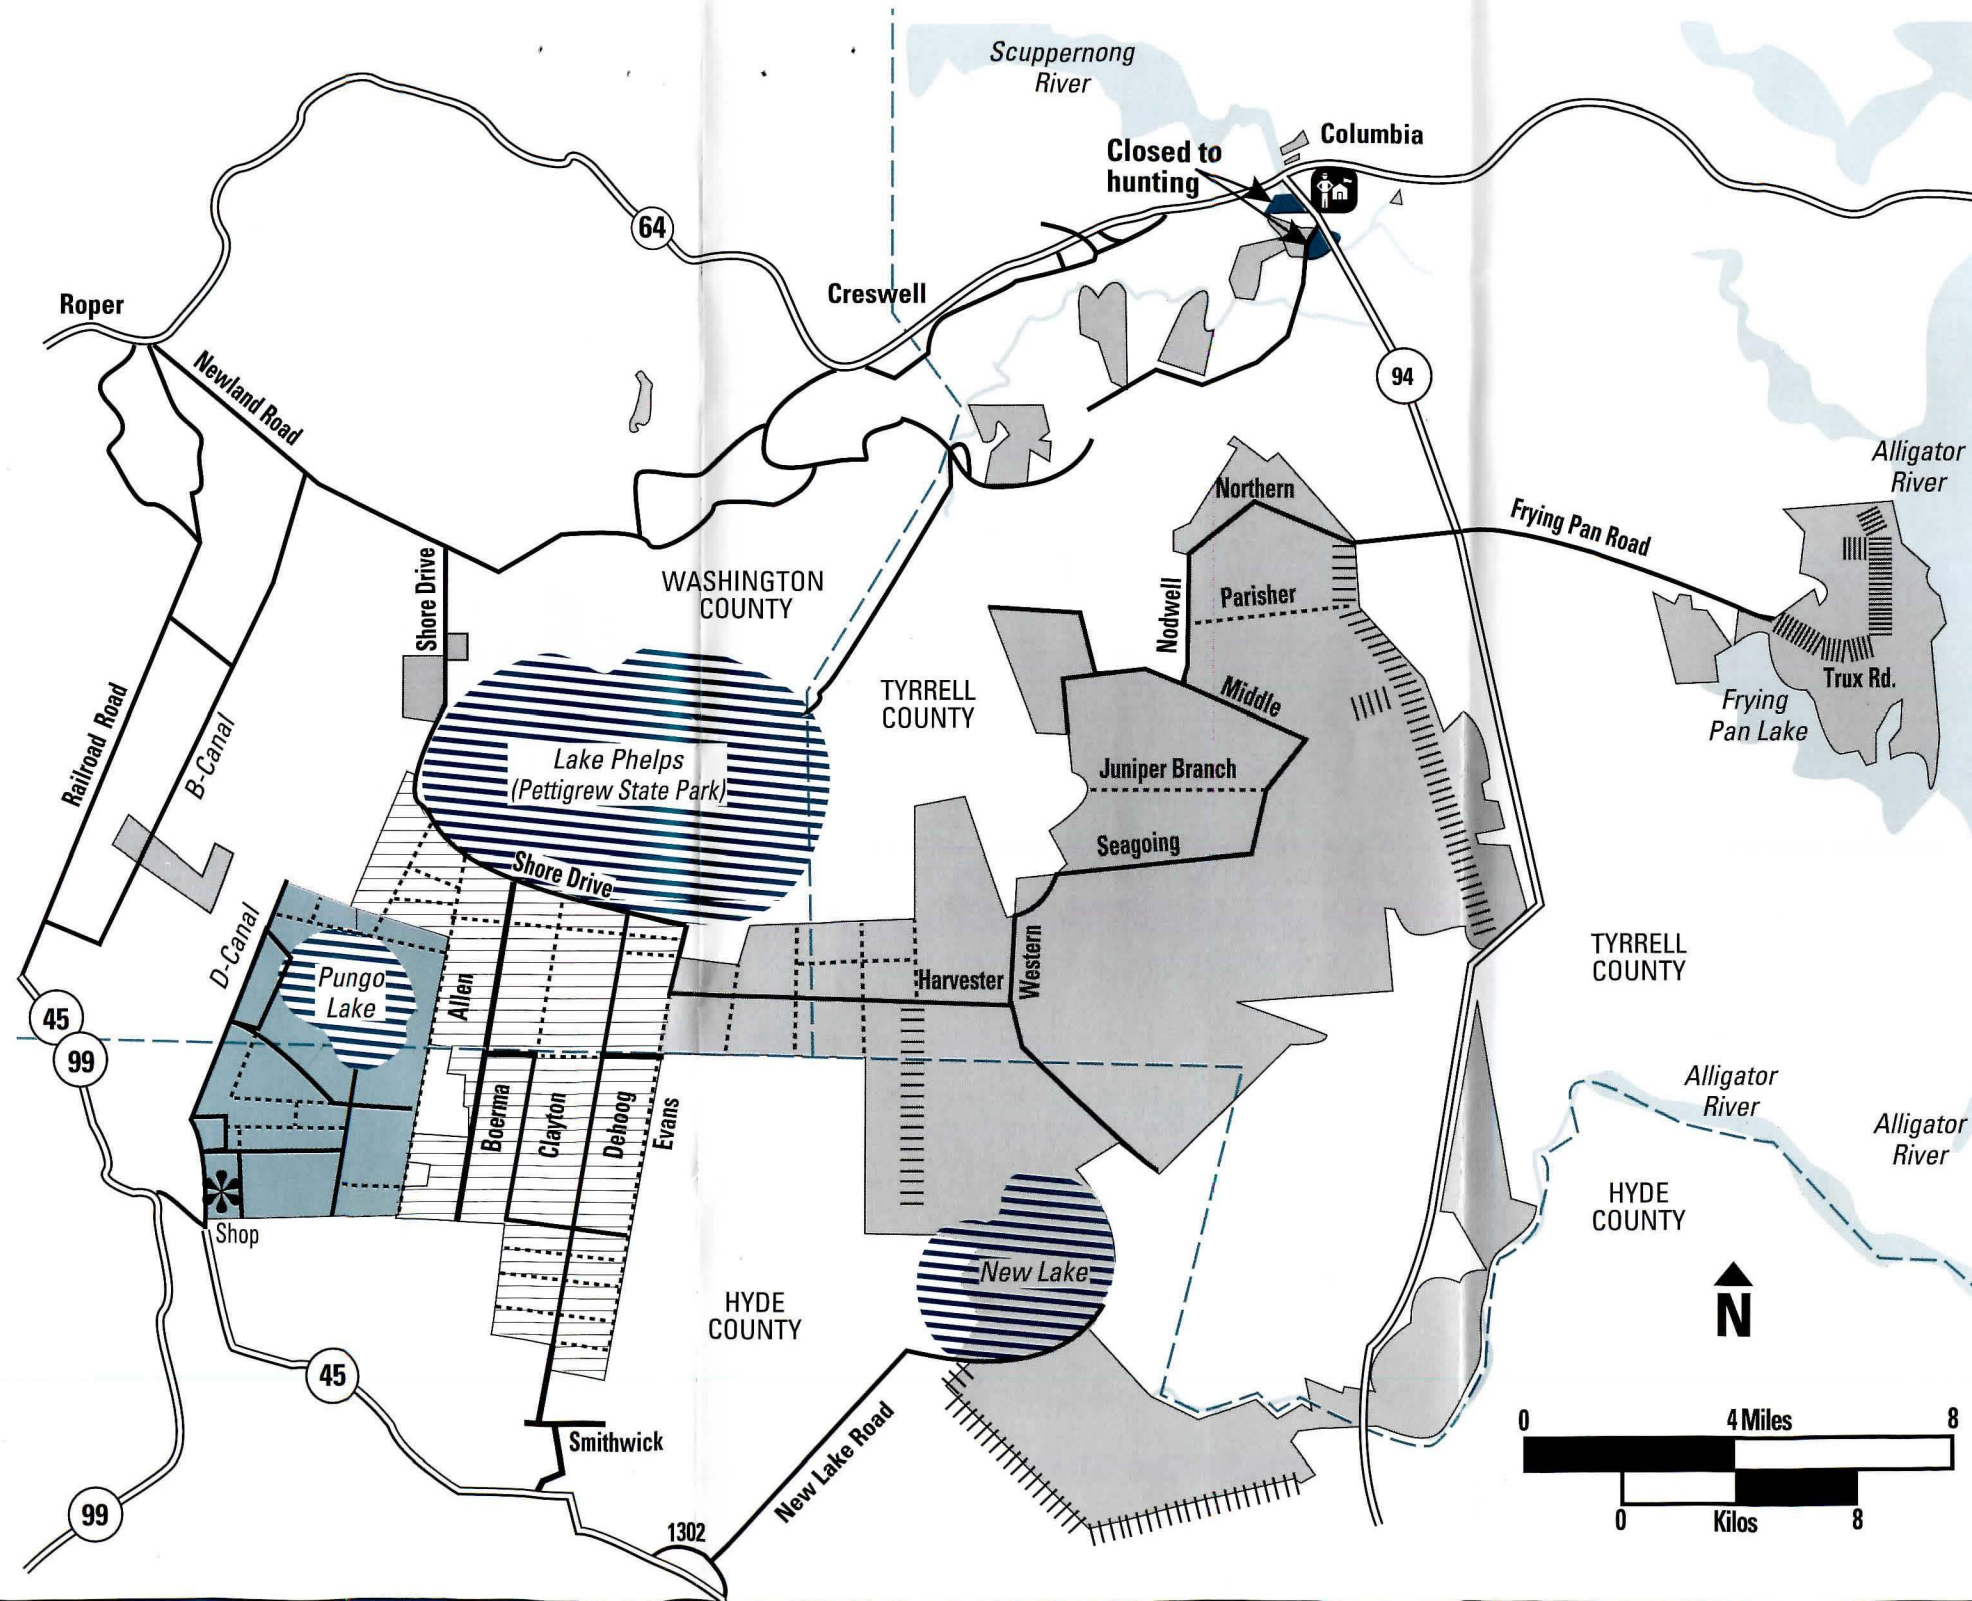 Scuppernong
River
Columbia
Closed to
hunting
64
Creswell
Roper
Newland Road
94
Alligator
River
Northern
Frying Pan Road
Shore Drive
WASHINGTON
COUNTY
Nodwell
Parisher
TYRRELL
COUNTY
Middle
Trux Rd.
Frying
Pan Lake
Railroad Road
B-Canal
Lake Phelps
(Pettigrew State Park)
Juniper Branch
Seagoing
Shore Drive
D-Canal
TYRRELL
COUNTY
Pungo
Lake
Allen
Harvester
Western
45
99
Boerma
Clayton
Dehoog
Evans
Alligator
River
Alligator
River
HYDE
COUNTY
Shop
New Lake
HYDE
COUNTY
N
45
0 4 Miles 8
Smithwick
New Lake Road
99
1302
0 Kilos 8